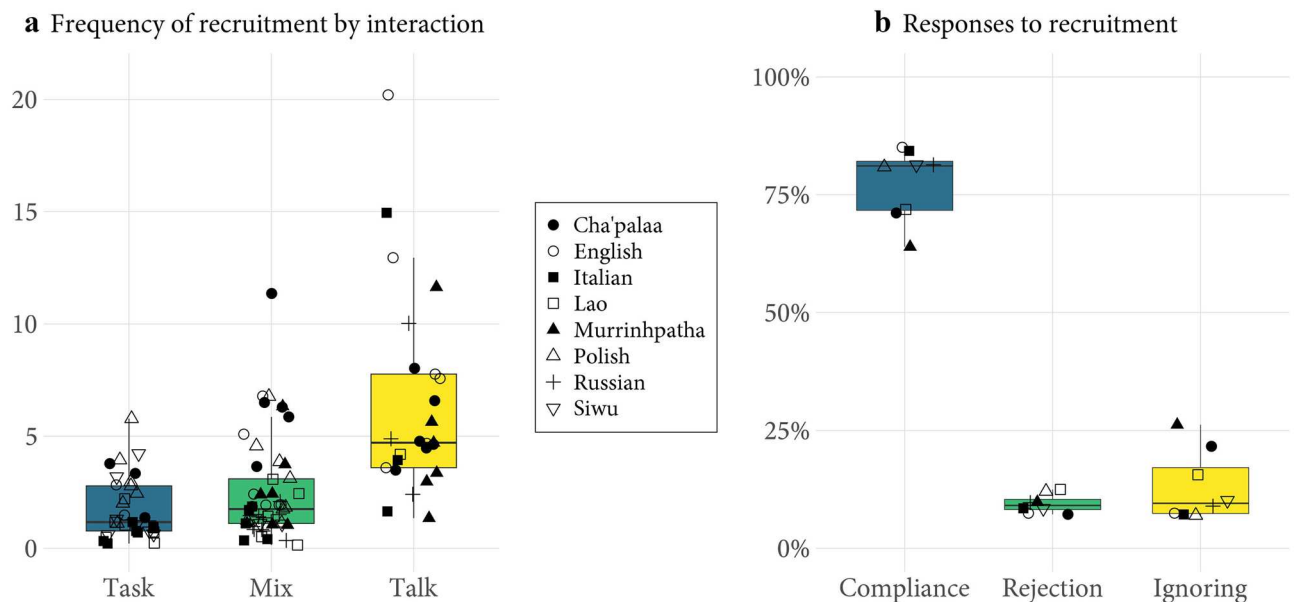 a Frequency of recruitment by interaction
20
15
10
5
0
Task Mix Talk
Cha'palaa
English
Italian
Lao
Murrinhpatha
Polish
Russian
Siwu
b Responses to recruitment
100%
75%
50%
25%
0%
Compliance Rejection Ignoring